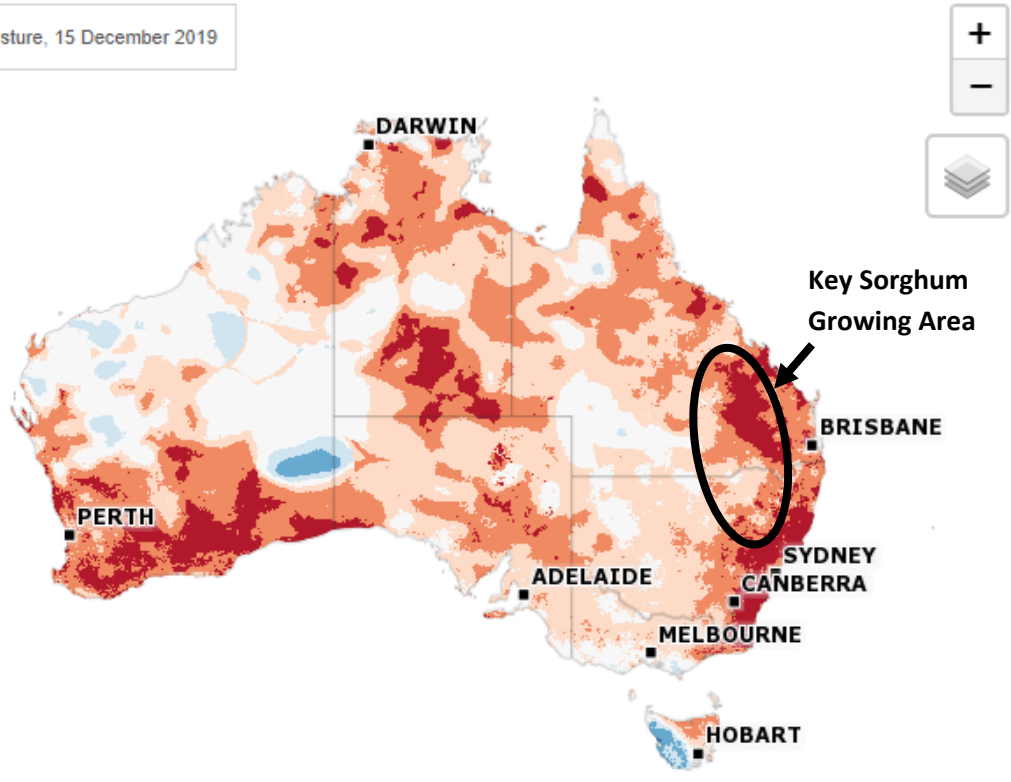 sture, 15 December 2019
+
−
DARWIN
Key Sorghum
Growing Area
BRISBANE
PERTH
SYDNEY
ADELAIDE
CANBERRA
MELBOURNE
HOBART